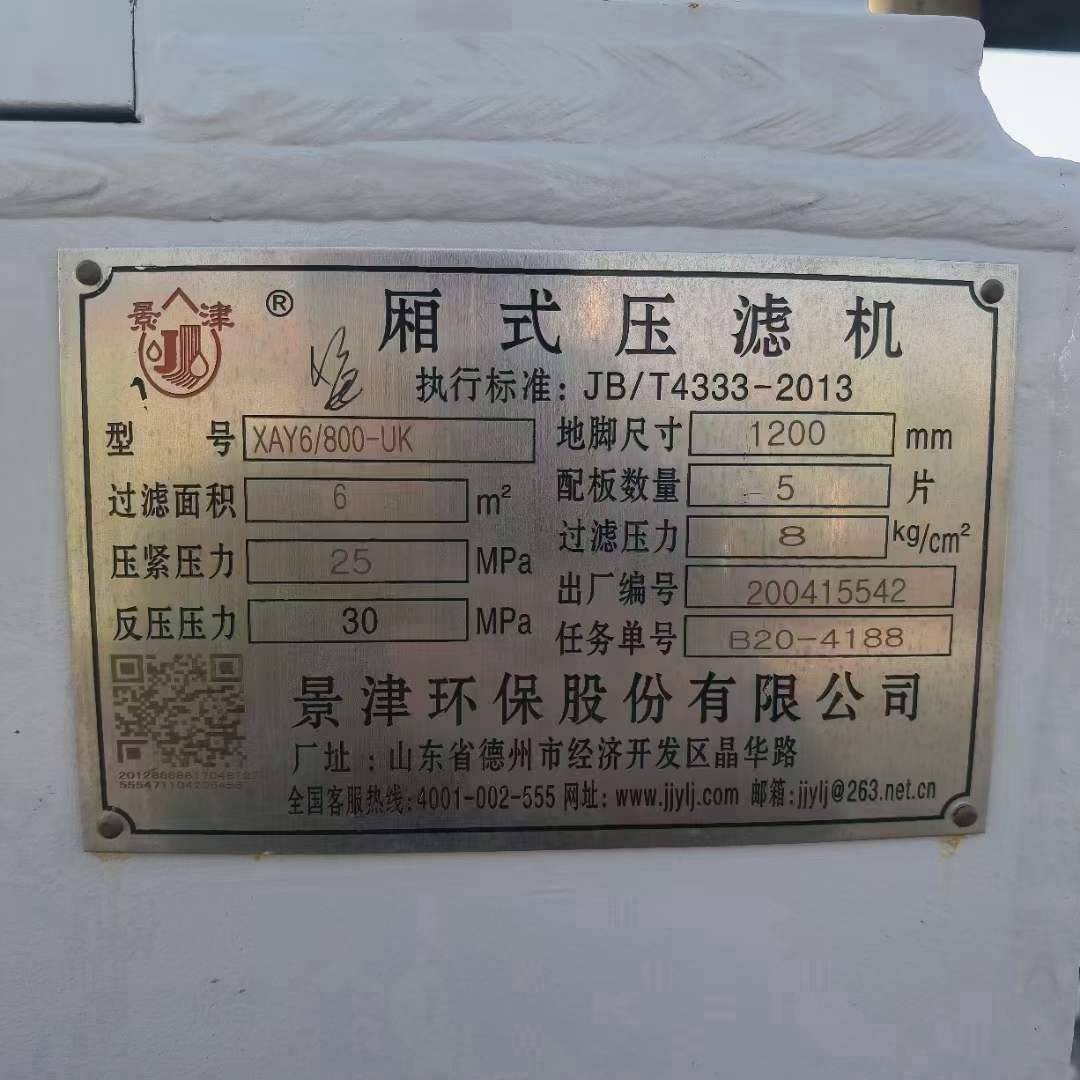 景津 ® 厢式压滤机
执行标准：JB/T4333-2013
型号 XAY6/800-UK 地脚尺寸 1200 mm
过滤面积 6 m² 配板数量 5 片
压紧压力 25 MPa 过滤压力 8 kg/cm²
反压压力 30 MPa 出厂编号 200415542
任务单号 B20-4188
景津环保股份有限公司
厂址：山东省德州市经济开发区晶华路
全国客服热线:4001-002-555 网址: www.jjylj.com 邮箱:jjylj@263.net.cn